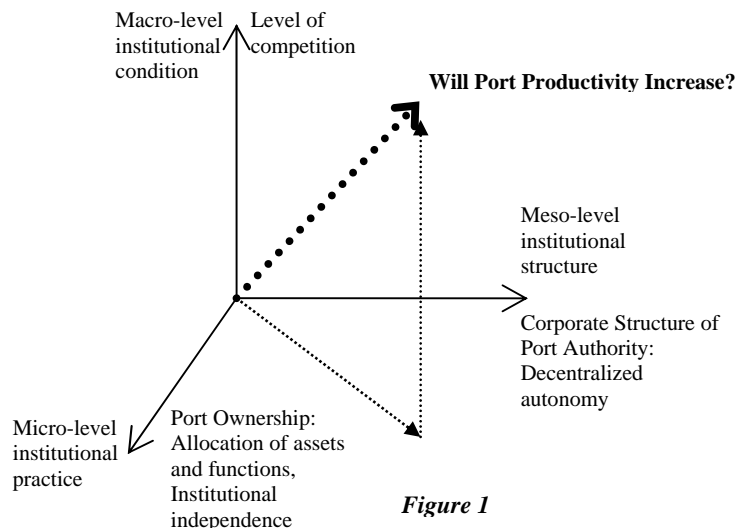 Macro-level
institutional
condition
Level of
competition
Will Port Productivity Increase?
Meso-level
institutional
structure
Corporate Structure of
Port Authority:
Decentralized
autonomy
Micro-level
institutional
practice
Port Ownership:
Allocation of assets
and functions,
Institutional
independence
Figure 1